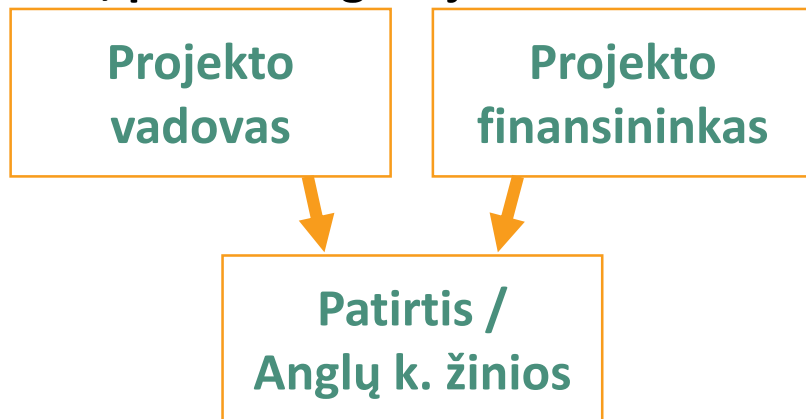 Projekto
vadovas
Projekto
finansininkas
Patirtis /
Anglų k. žinios